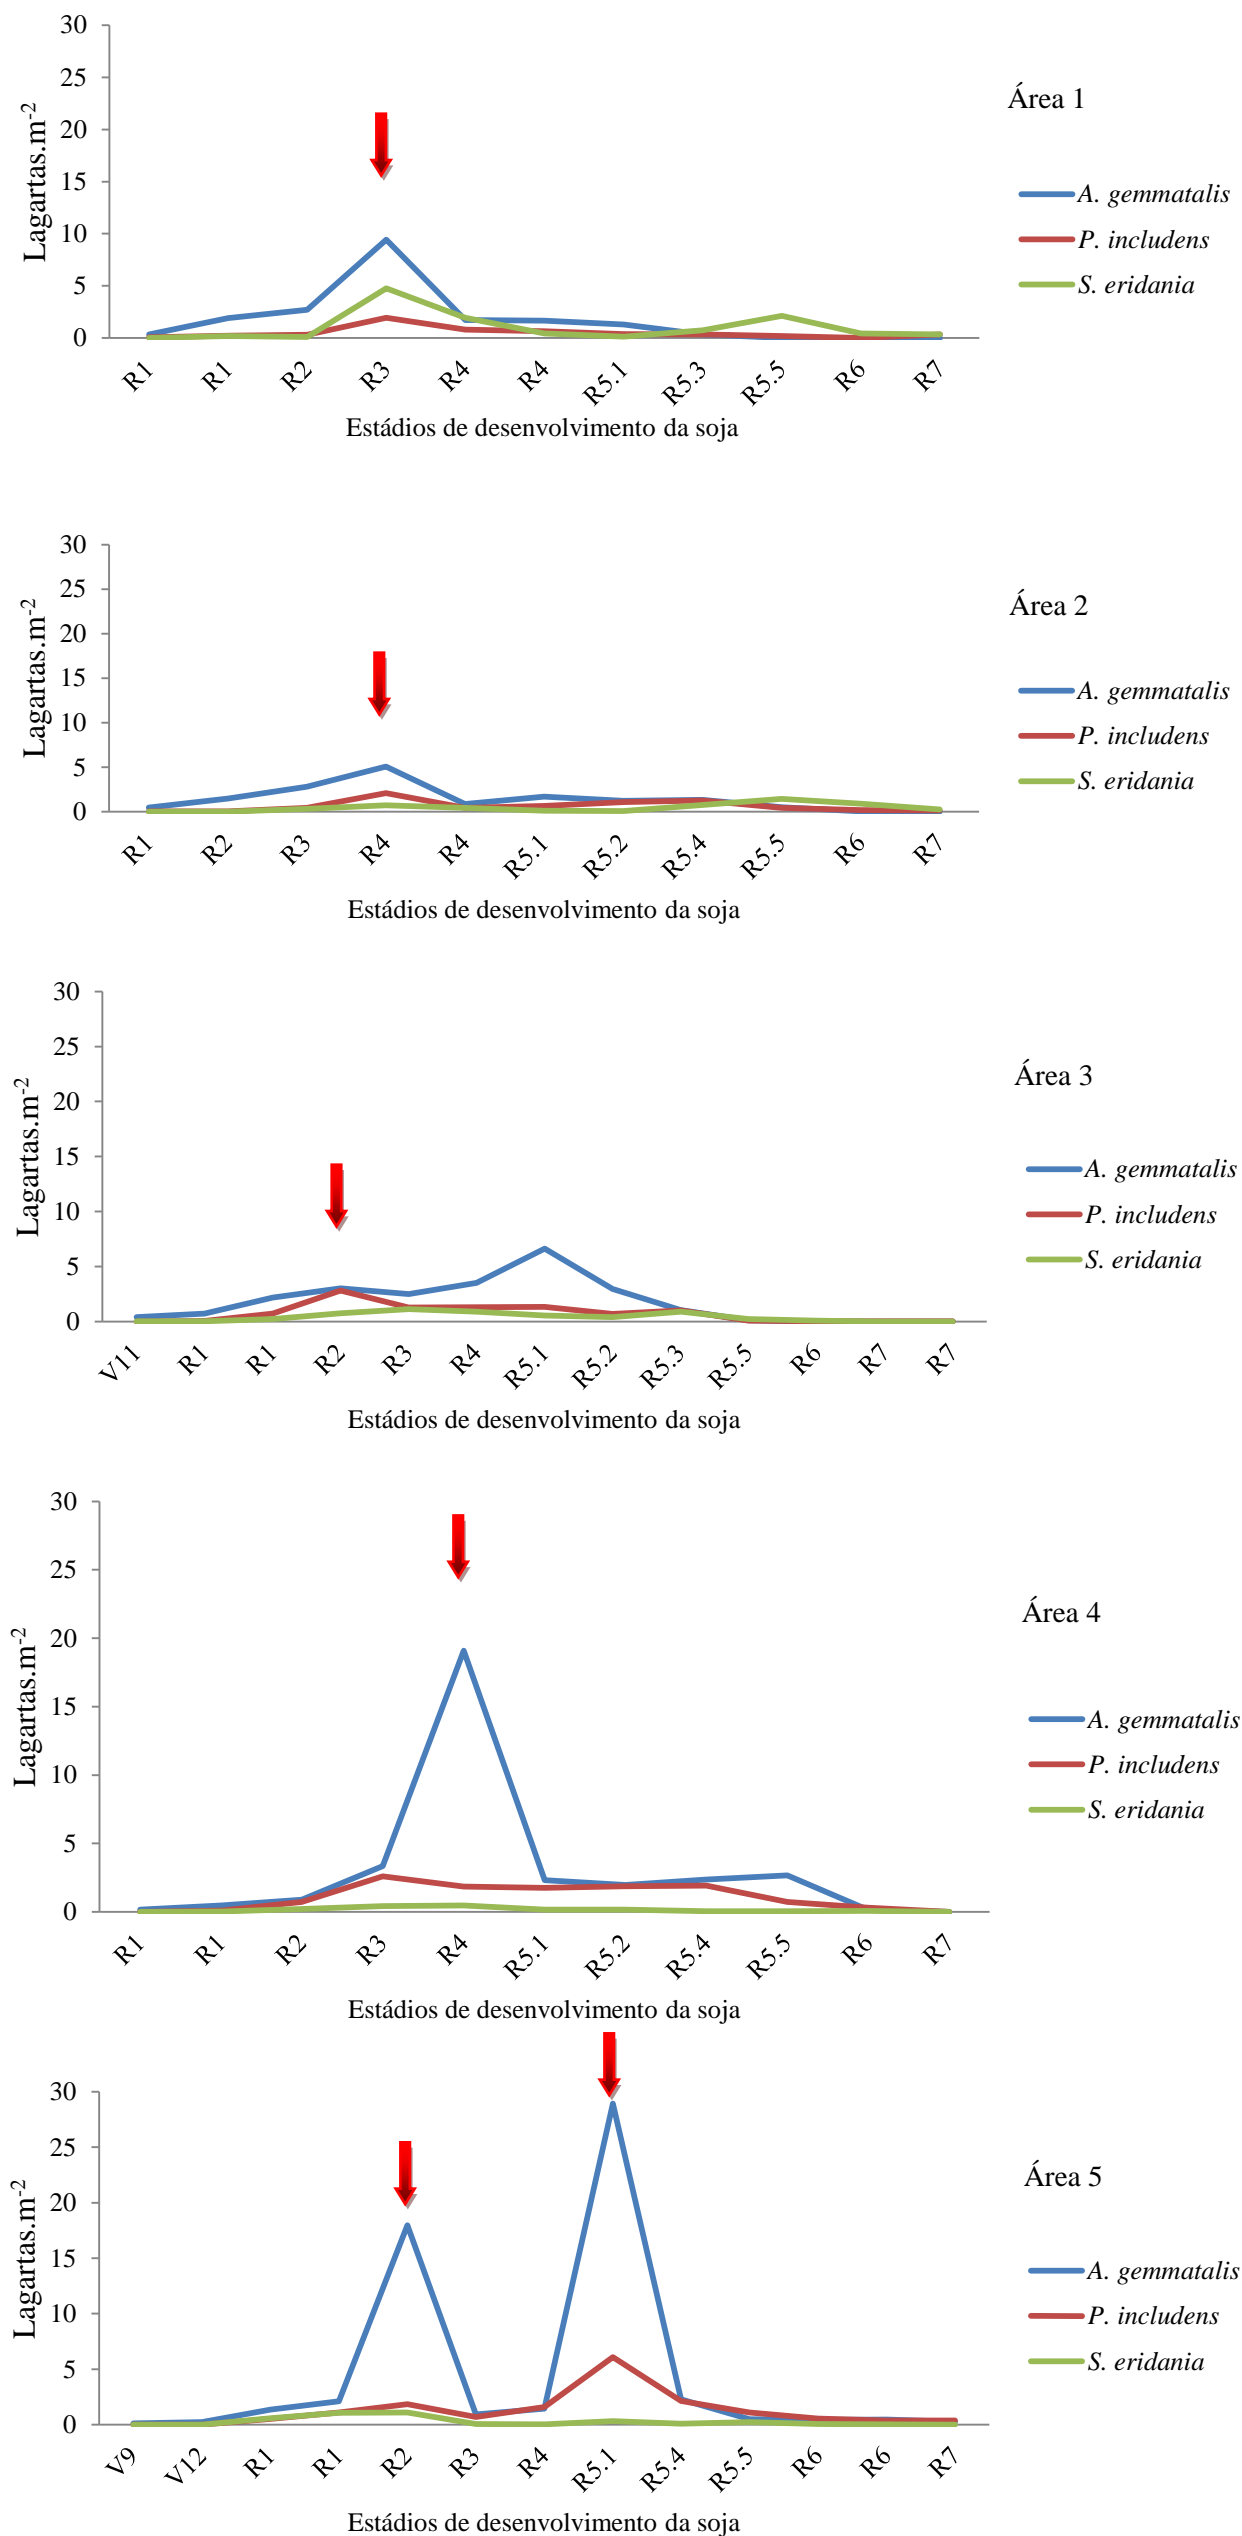 30
25
20
15
10
5
0
Lagartas.m-2
R1 R1 R2 R3 R4 R4 R5.1 R5.3 R5.5 R6 R7
Estádios de desenvolvimento da soja
Área 1
A. gemmatalis
P. includens
S. eridania
30
25
20
15
10
5
0
Lagartas.m-2
R1 R2 R3 R4 R4 R5.1 R5.2 R5.4 R5.5 R6 R7
Estádios de desenvolvimento da soja
Área 2
A. gemmatalis
P. includens
S. eridania
30
25
20
15
10
5
0
Lagartas.m-2
V11 R1 R1 R2 R3 R4 R5.1 R5.2 R5.3 R5.5 R6 R7 R7
Estádios de desenvolvimento da soja
Área 3
A. gemmatalis
P. includens
S. eridania
30
25
20
15
10
5
0
Lagartas.m-2
R1 R1 R2 R3 R4 R5.1 R5.2 R5.4 R5.5 R6 R7
Estádios de desenvolvimento da soja
Área 4
A. gemmatalis
P. includens
S. eridania
30
25
20
15
10
5
0
Lagartas.m-2
V9 V12 R1 R1 R2 R3 R4 R5.1 R5.4 R5.5 R6 R6 R7
Estádios de desenvolvimento da soja
Área 5
A. gemmatalis
P. includens
S. eridania